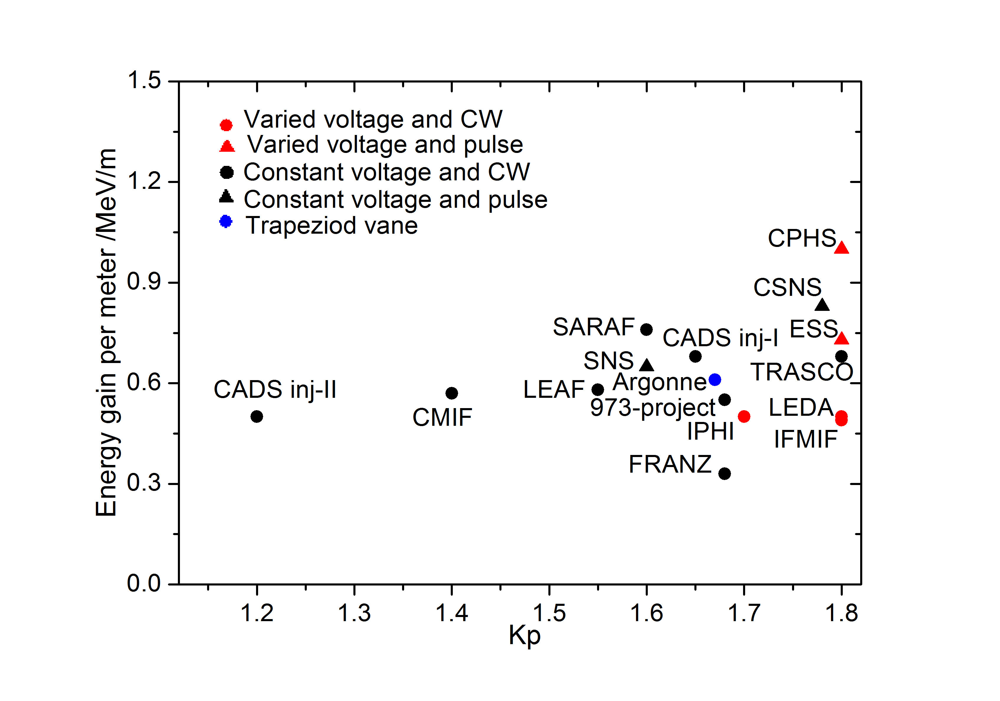 1.5
1.2
0.9
0.6
0.3
0.0
Energy gain per meter /MeV/m
Varied voltage and CW
Varied voltage and pulse
Constant voltage and CW
Constant voltage and pulse
Trapeziod vane
CPHS
CSNS
SARAF
ESS
CADS inj-I
SNS
TRASCO
Argonne
CADS inj-II
LEAF
973-project
LEDA
CMIF
IPHI
IFMIF
FRANZ
1.2
1.3
1.4
1.5
1.6
1.7
1.8
Kp